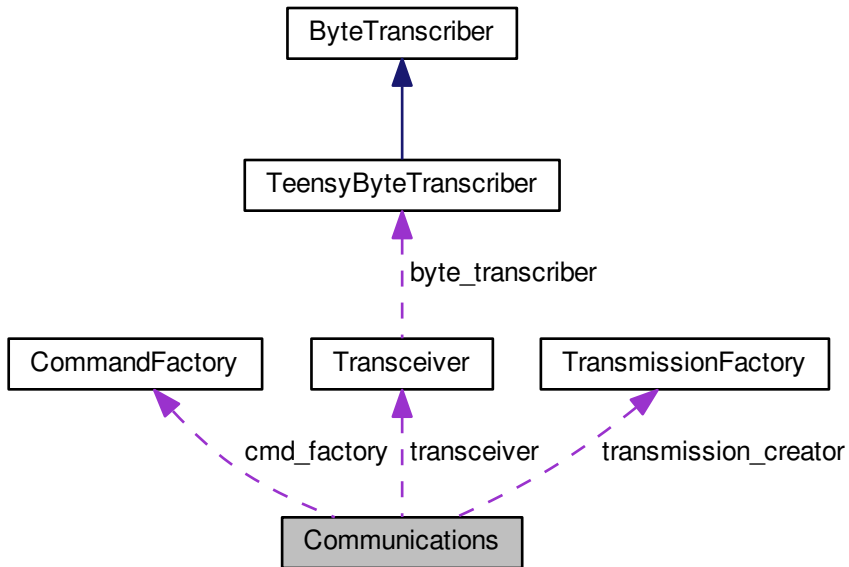 ByteTranscriber
TeensyByteTranscriber
byte_transcriber
CommandFactory
Transceiver
TransmissionFactory
cmd_factory
transceiver
transmission_creator
Communications